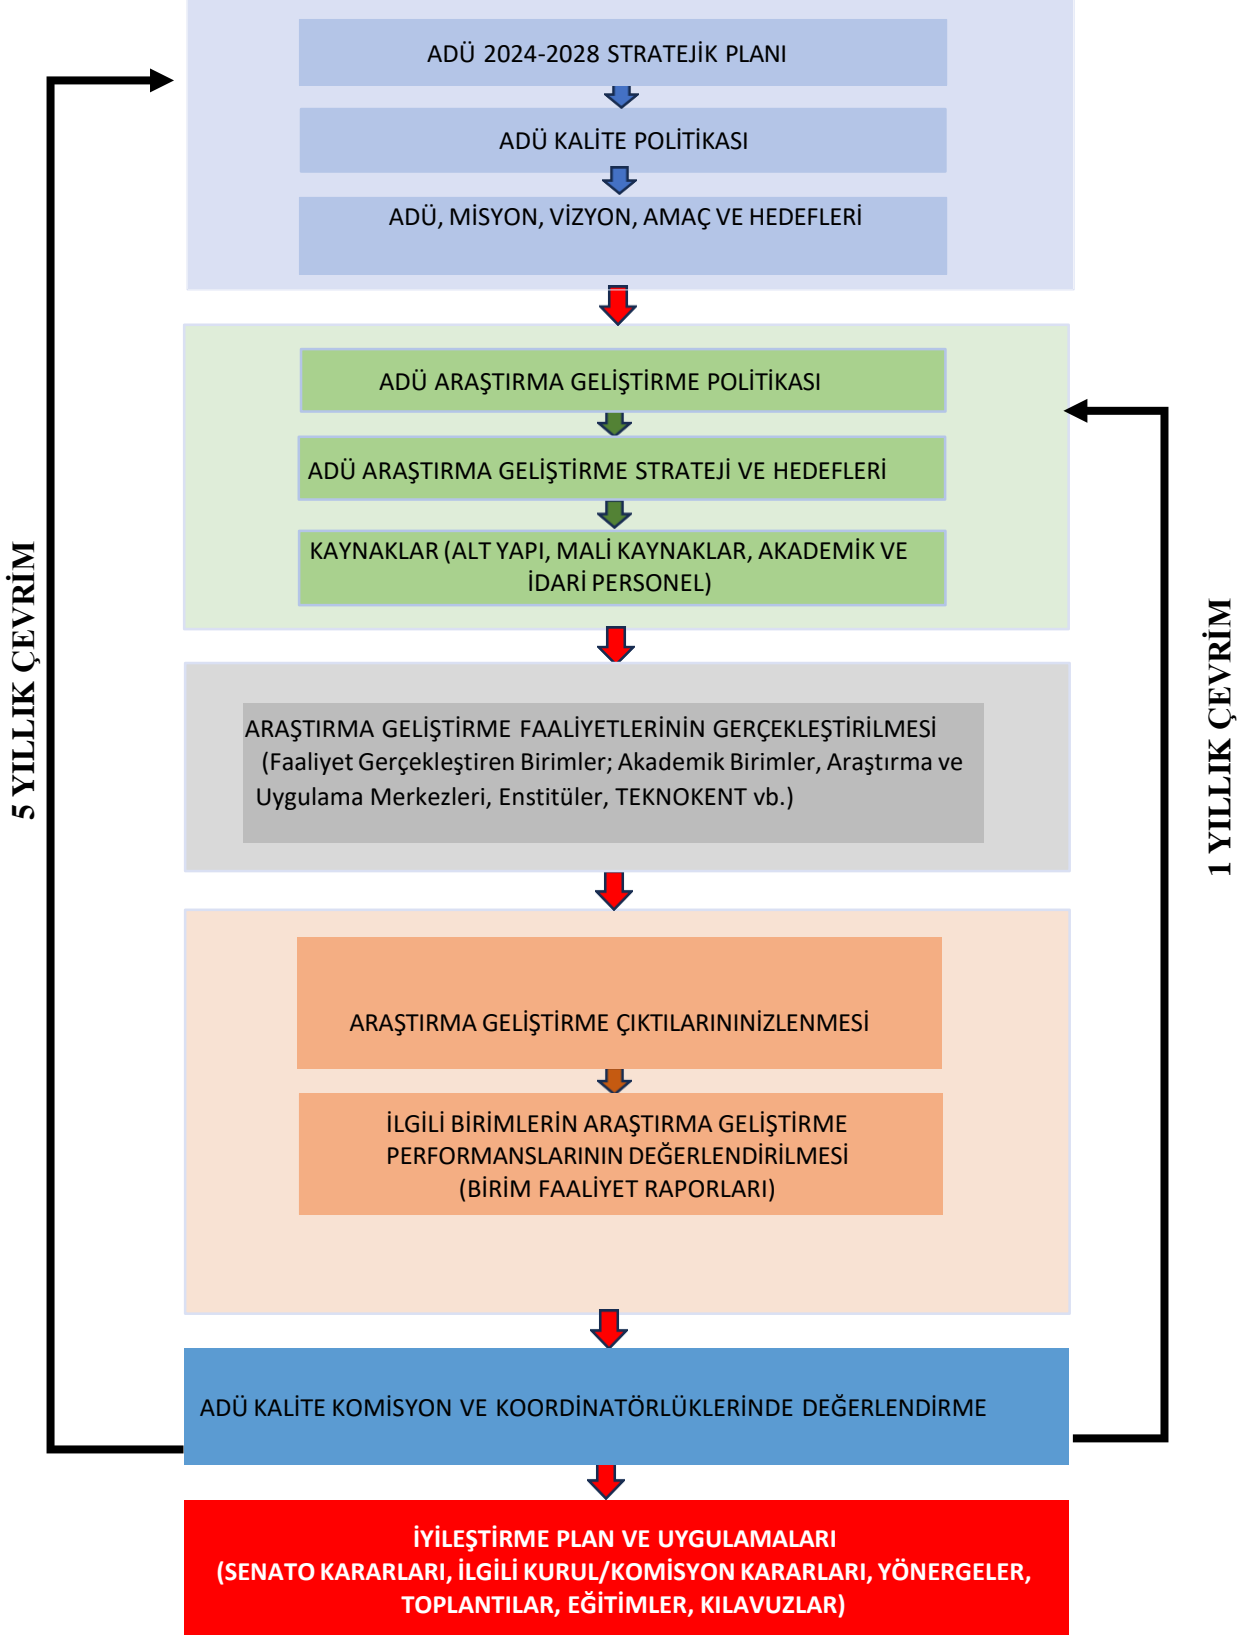 ADÜ 2024-2028 STRATEJİK PLANI
ADÜ KALİTE POLİTİKASI
ADÜ, MİSYON, VİZYON, AMAÇ VE HEDEFLERİ
ADÜ ARAŞTIRMA GELİŞTİRME POLİTİKASI
ADÜ ARAŞTIRMA GELİŞTİRME STRATEJİ VE HEDEFLERİ
KAYNAKLAR (ALT YAPI, MALİ KAYNAKLAR, AKADEMİK VE
İDARİ PERSONEL)
5 YILLIK ÇEVRİM
1 YILLIK ÇEVRİM
ARAŞTIRMA GELİŞTİRME FAALİYETLERİNİN GERÇEKLEŞTİRİLMESİ
(Faaliyet Gerçekleştiren Birimler; Akademik Birimler, Araştırma ve
Uygulama Merkezleri, Enstitüler, TEKNOKENT vb.)
ARAŞTIRMA GELİŞTİRME ÇIKTILARININİZLENMESİ
İLGİLİ BİRİMLERİN ARAŞTIRMA GELİŞTİRME
PERFORMANSLARININ DEĞERLENDİRİLMESİ
(BİRİM FAALİYET RAPORLARI)
ADÜ KALİTE KOMİSYON VE KOORDİNATÖRLÜKLERİNDE DEĞERLENDİRME
İYİLEŞTİRME PLAN VE UYGULAMALARI
(SENATO KARARLARI, İLGİLİ KURUL/KOMİSYON KARARLARI, YÖNERGELER,
TOPLANTILAR, EĞİTİMLER, KILAVUZLAR)